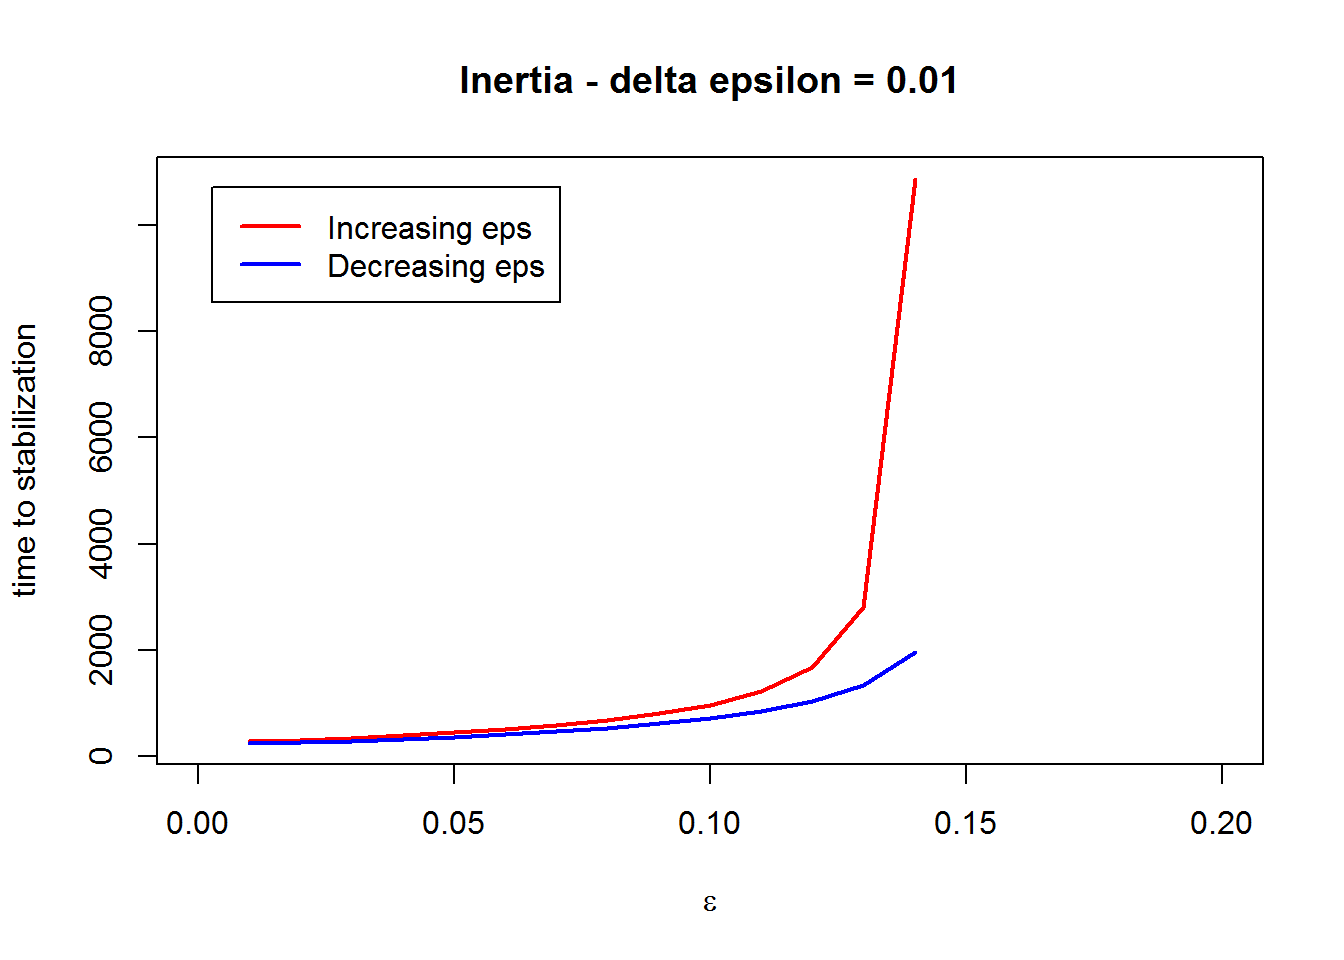 Inertia - delta epsilon = 0.01
Increasing eps
Decreasing eps
time to stabilization
8000
6000
4000
2000
0
0.00 0.05 0.10 0.15 0.20
ε